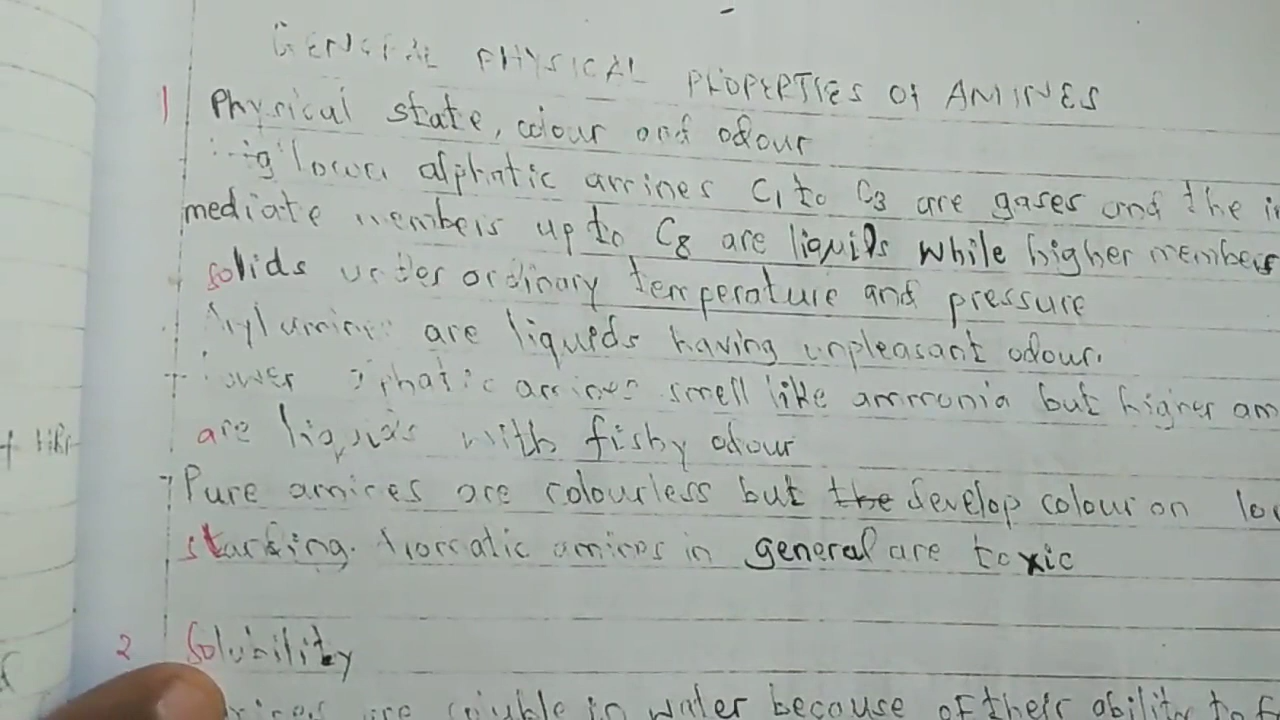 GENERAL PHYSICAL PROPERTIES OF AMINES
1 Physical state, colour and odour
lower aliphatic amines C1 to C3 are gases and the
mediate members up to C8 are liquids while higher members
solids under ordinary temperature and pressure
Arylamines are liquids having unpleasant odour.
+ Lower aliphatic amines smell like ammonia but higher am
are liquids with fishy odour
Pure amines are colourless but the develop colour on
standing. Aromatic amines in general are toxic
+ HBr
2 Solubility
are soluble in water because of their ability to f